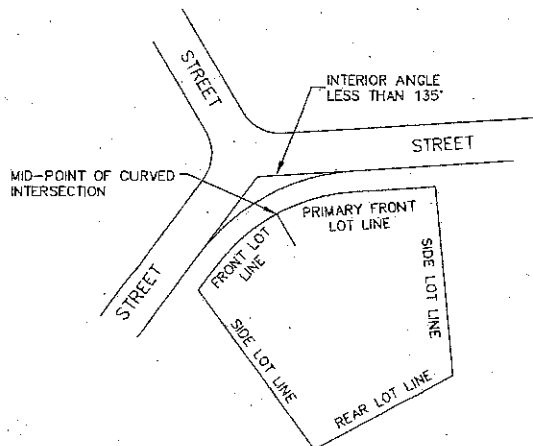 STREET
INTERIOR ANGLE
LESS THAN 135°
STREET
MID-POINT OF CURVED
INTERSECTION
PRIMARY FRONT
LOT LINE
FRONT LOT
LINE
STREET
SIDE LOT LINE
SIDE LOT LINE
REAR LOT LINE